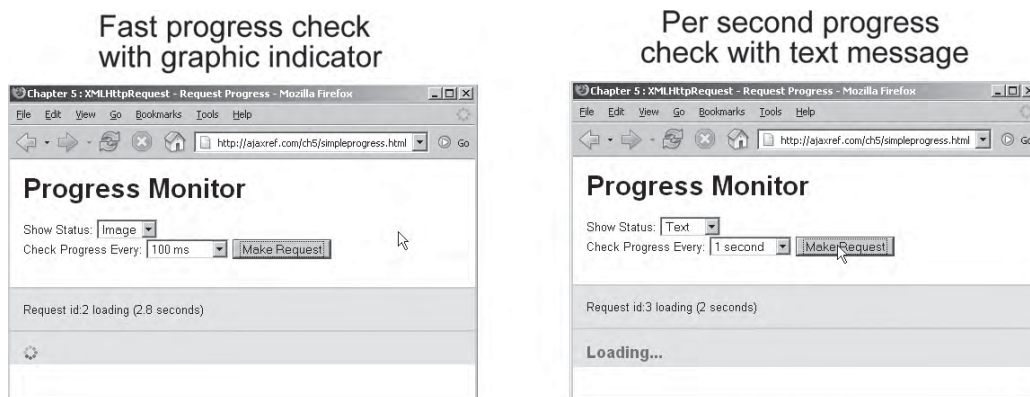 Fast progress check
with graphic indicator
Chapter 5 : XMLHttpRequest - Request Progress - Mozilla Firefox
File Edit View Go Bookmarks Tools Help
http://ajaxref.com/ch5/simpleprogress.html Go
Progress Monitor
Show Status: Image
Check Progress Every: 100 ms Make Request
Request id:2 loading (2.8 seconds)
Per second progress
check with text message
Chapter 5 : XMLHttpRequest - Request Progress - Mozilla Firefox
File Edit View Go Bookmarks Tools Help
http://ajaxref.com/ch5/simpleprogress.html Go
Progress Monitor
Show Status: Text
Check Progress Every: 1 second Make Request
Request id:3 loading (2 seconds)
Loading...